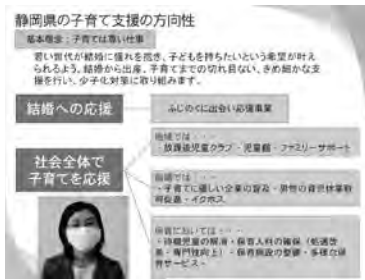 静岡県の子育て支援の方向性
基本理念：子育ては尊い仕事
若い世代が結婚に憧れを抱き、子どもを持ちたいという希望が叶え
られるよう、結婚から出産、子育てまでの切れ目ない、きめ細かな支
援を行い、少子化対策に取り組みます。
結婚への応援
ふじのくに出会い応援事業
社会全体で
子育てを応援
地域では・・・
・放課後児童クラブ・児童館・ファミリーサポート
職場では・・・
・子育てに優しい企業の普及・男性の育児休業取
得促進・イクボス
保育においては・・・
・待機児童の解消・保育人材の確保（処遇改
善・専門性向上）・保育施設の整備・多様な保
育サービス・